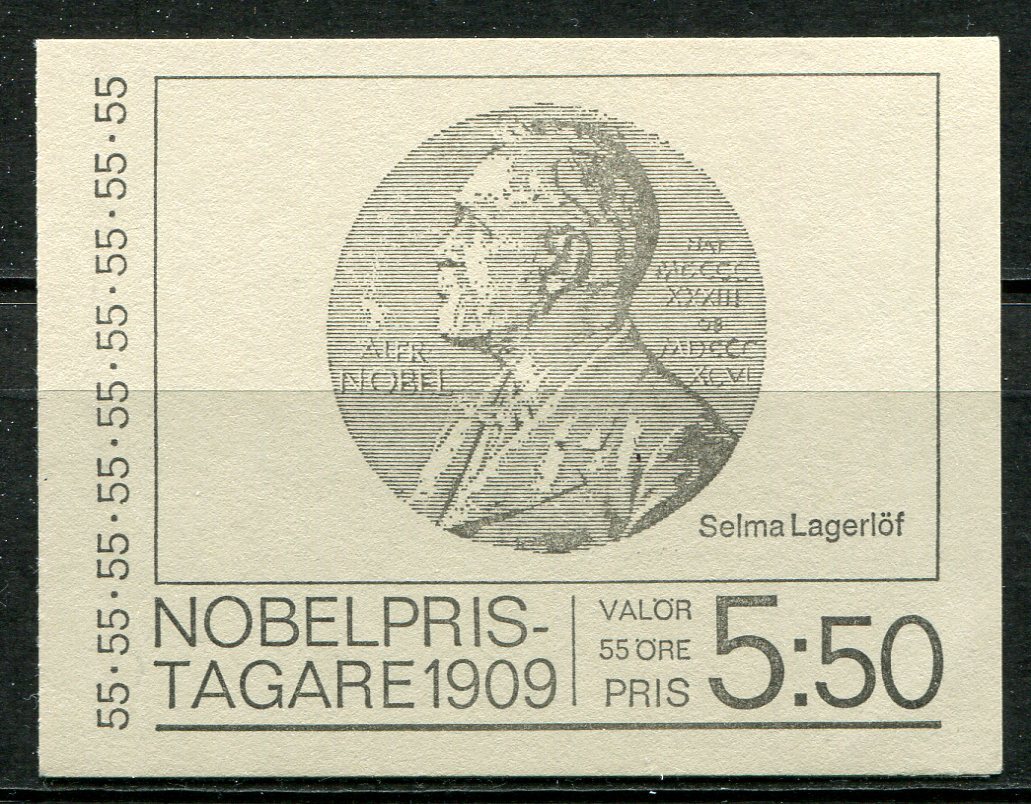 55·55·55·55·55·55·55·55·55
ALFR
NOBEL
NAT
MDCCC
XXXIII
OB
MDCCC
XCVI
Selma Lagerlöf
NOBELPRIS-
TAGARE 1909
VALÖR
55 ÖRE
PRIS
5:50